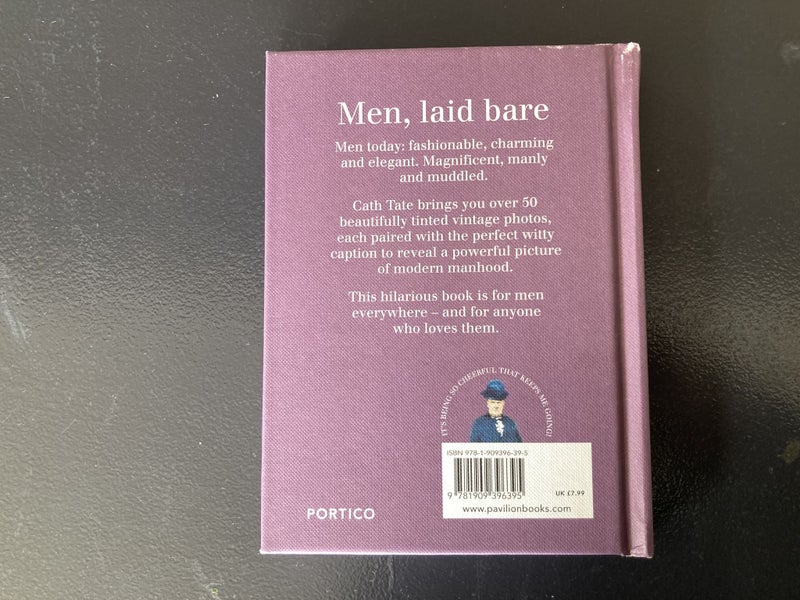 Men, laid bare
Men today: fashionable, charming
and elegant. Magnificent, manly
and muddled.
Cath Tate brings you over 50
beautifully tinted vintage photos,
each paired with the perfect witty
caption to reveal a powerful picture
of modern manhood.
This hilarious book is for men
everywhere – and for anyone
who loves them.
IT'S BEING SO CHEERFUL THAT KEEPS ME GOING!
ISBN 978-1-909396-39-5
9 781909 396395
UK £7.99
www.pavilionbooks.com
PORTICO